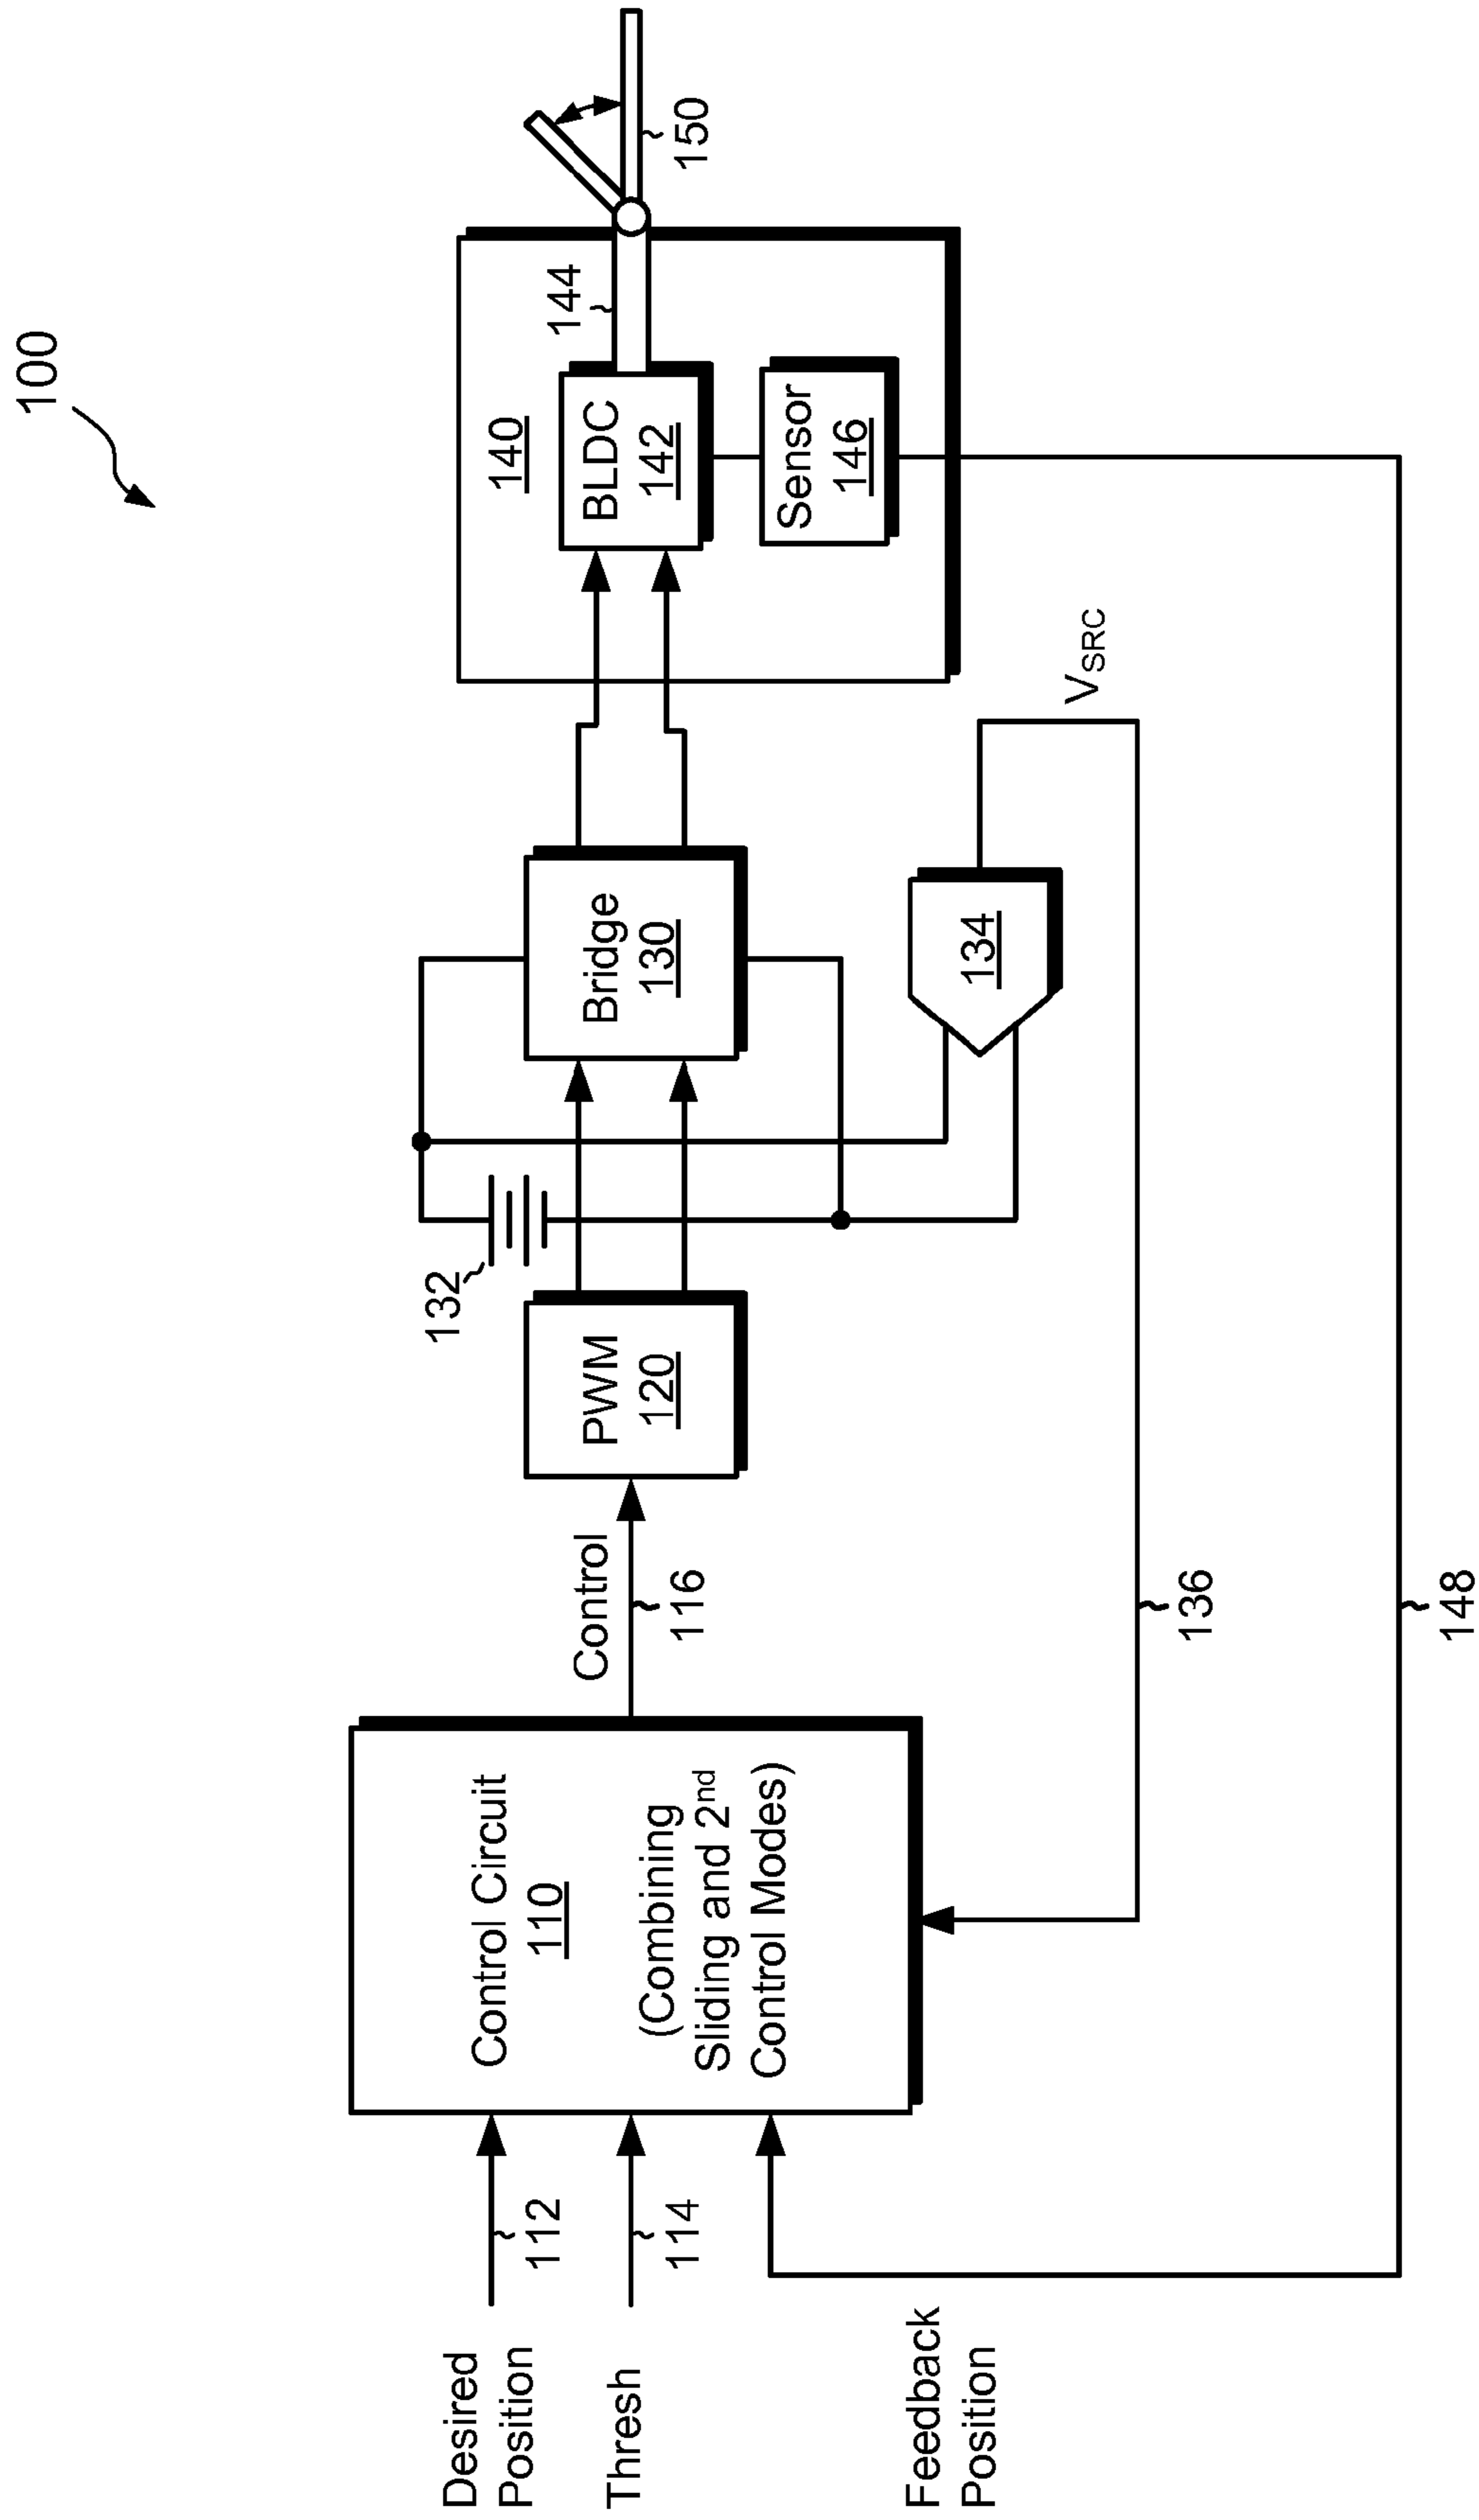 100
Desired
Position
112
Thresh
114
Feedback
Position
Control Circuit
110
(Combining
Sliding and 2nd
Control Modes)
Control
116
PWM
120
132
Bridge
130
134
VSRC
136
148
140
BLDC
142
144
Sensor
146
150